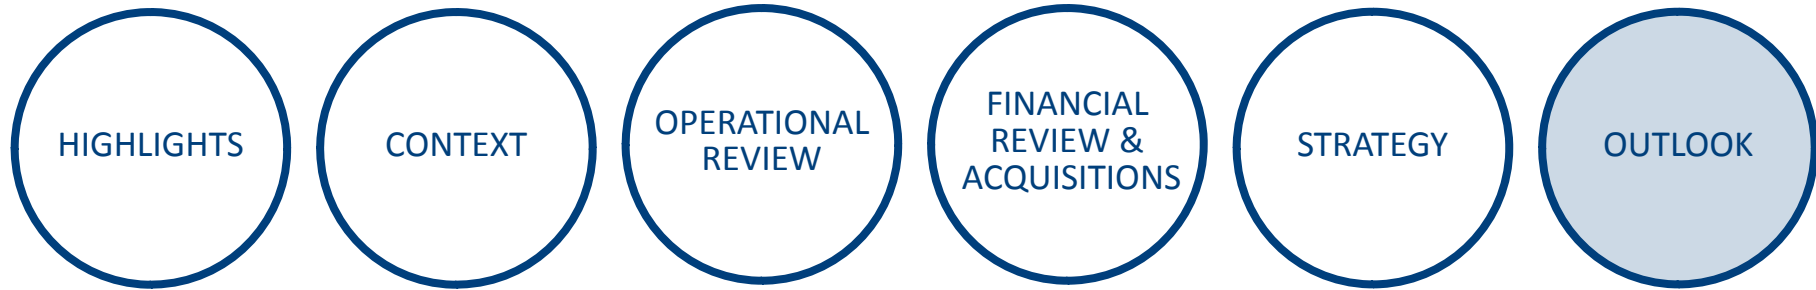 HIGHLIGHTS
CONTEXT
OPERATIONAL
REVIEW
FINANCIAL
REVIEW &
ACQUISITIONS
STRATEGY
OUTLOOK